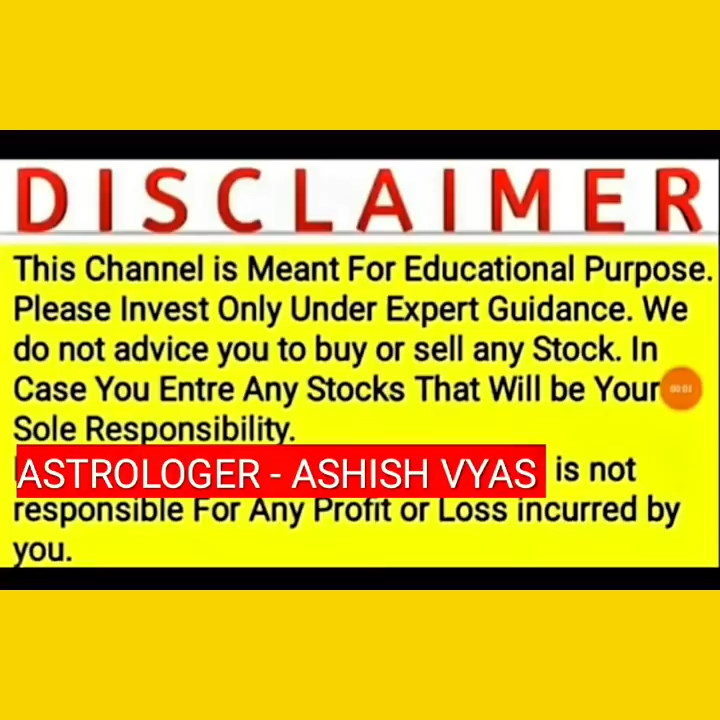 DISCLAIMER
This Channel is Meant For Educational Purpose.
Please Invest Only Under Expert Guidance. We
do not advice you to buy or sell any Stock. In
Case You Entre Any Stocks That Will be Your
00:01
Sole Responsibility.
ASTROLOGER - ASHISH VYAS is not
responsible For Any Profit or Loss incurred by
you.